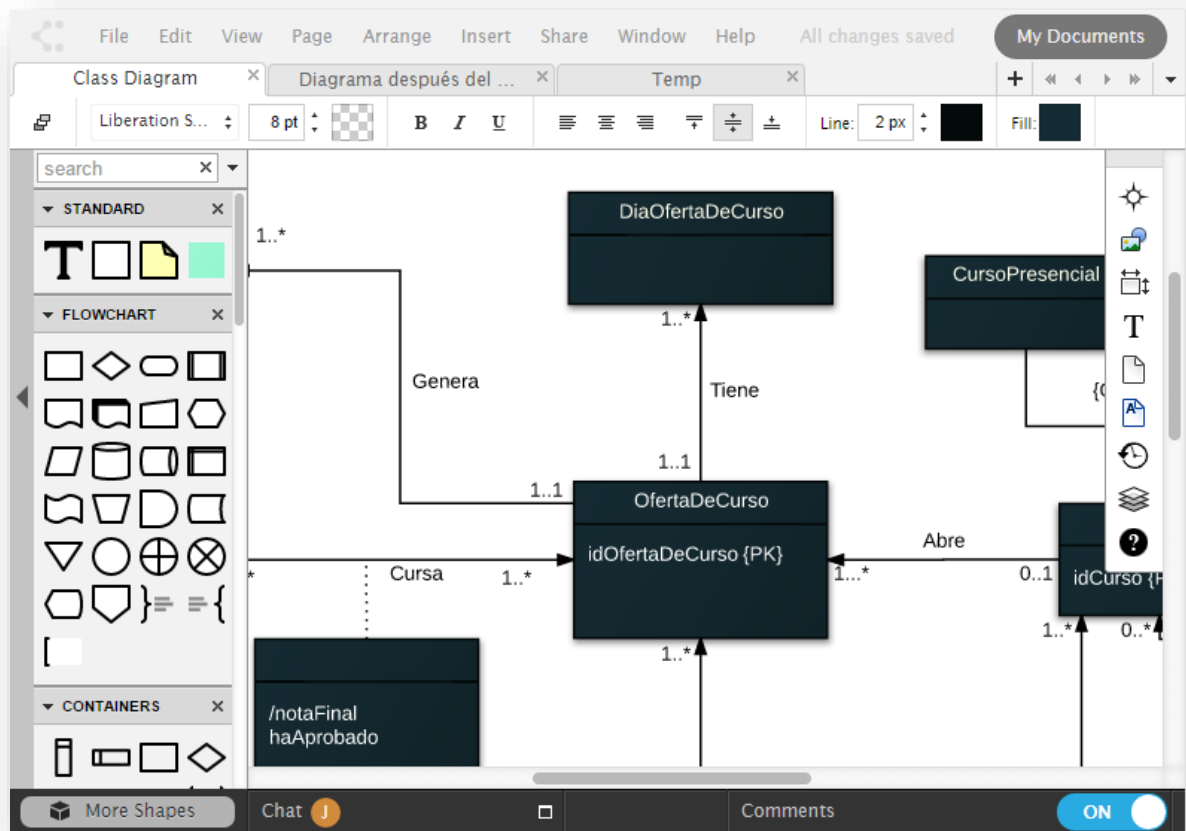 File Edit View Page Arrange Insert Share Window Help All changes saved My Documents
Class Diagram Diagrama después del ... Temp
Liberation S... 8 pt B I U Line: 2 px Fill:
search
STANDARD
T
FLOWCHART
CONTAINERS
DiaOfertaDeCurso
CursoPresencial
1..*
1..*
Genera
Tiene
1..1
1..1
OfertaDeCurso
idOfertaDeCurso {PK}
Abre
Cursa
*
1..*
1...*
0..1
idCurso
1..*
1..*
0..*
/notaFinal
haAprobado
T
More Shapes Chat J Comments ON